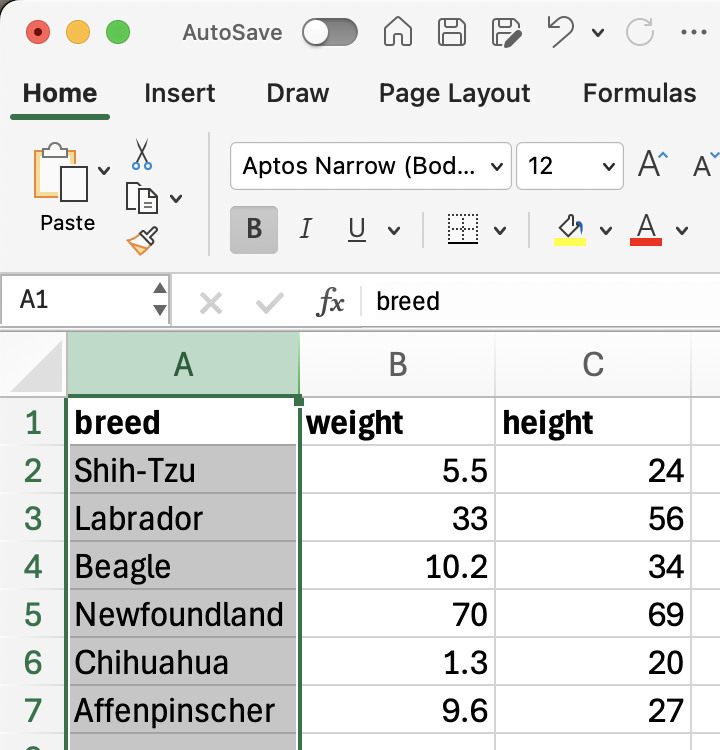 AutoSave
Home Insert Draw Page Layout Formulas
Paste
Aptos Narrow (Bod... 12 A A
B I U A
A1 fx breed
A B C
1 breed weight height
2 Shih-Tzu 5.5 24
3 Labrador 33 56
4 Beagle 10.2 34
5 Newfoundland 70 69
6 Chihuahua 1.3 20
7 Affenpinscher 9.6 27